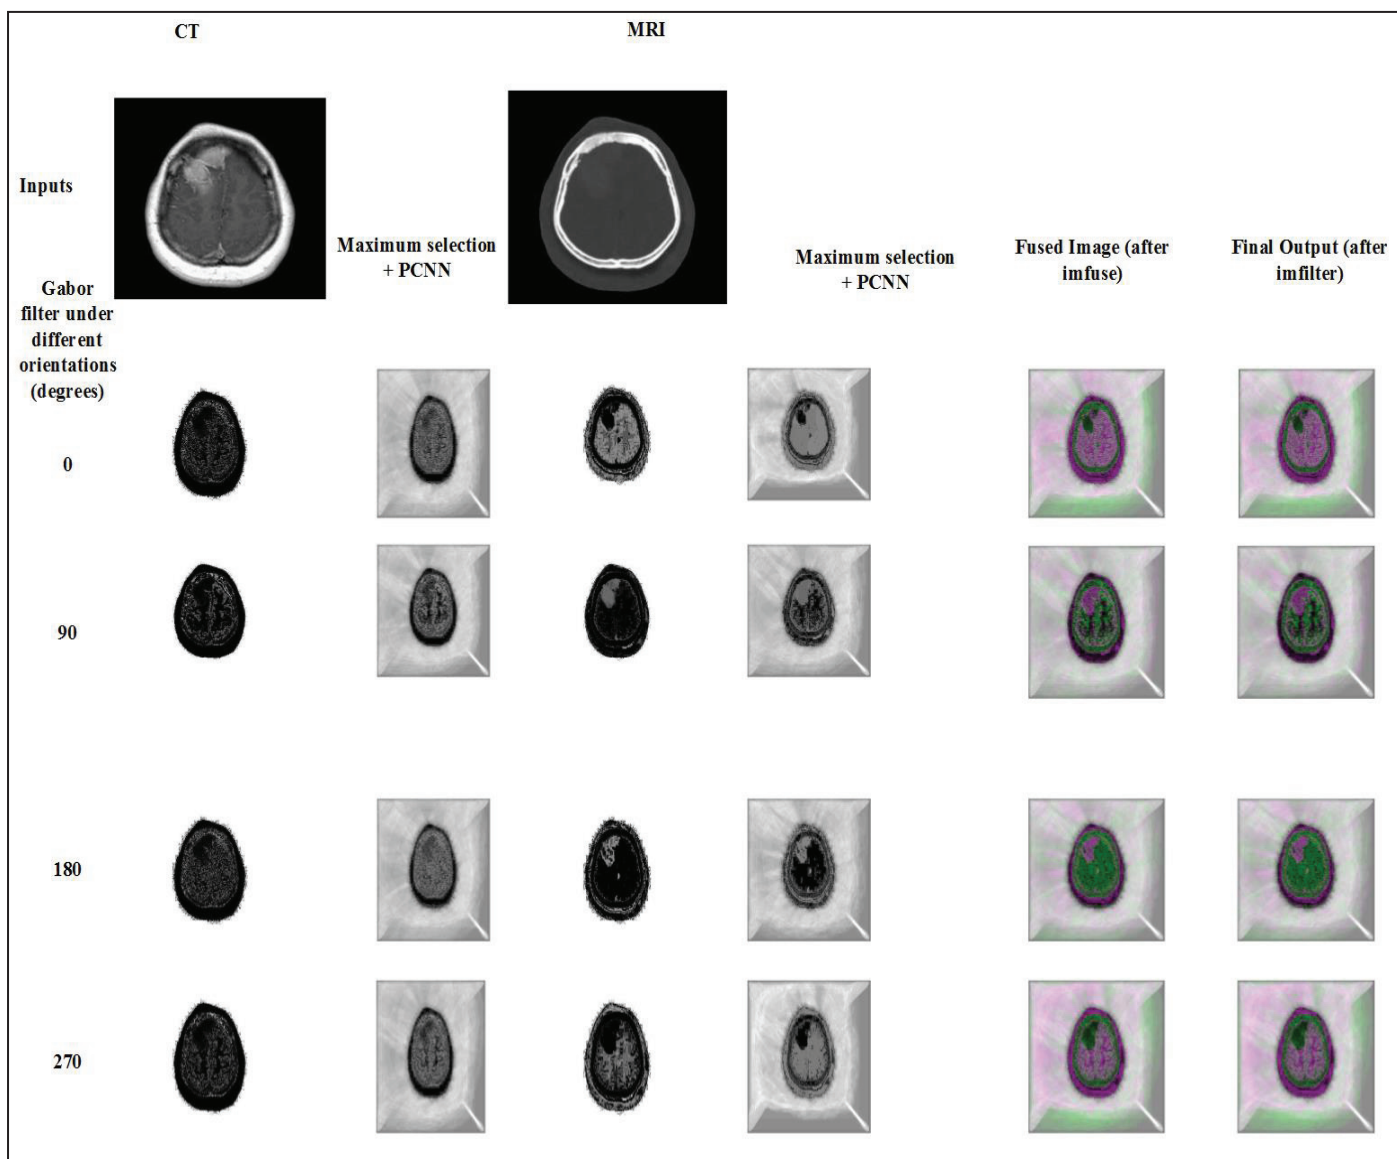 CT
MRI
Inputs
Maximum selection
+ PCNN
Maximum selection
+ PCNN
Fused Image (after
imfuse)
Final Output (after
imfilter)
Gabor
filter under
different
orientations
(degrees)
0
90
180
270